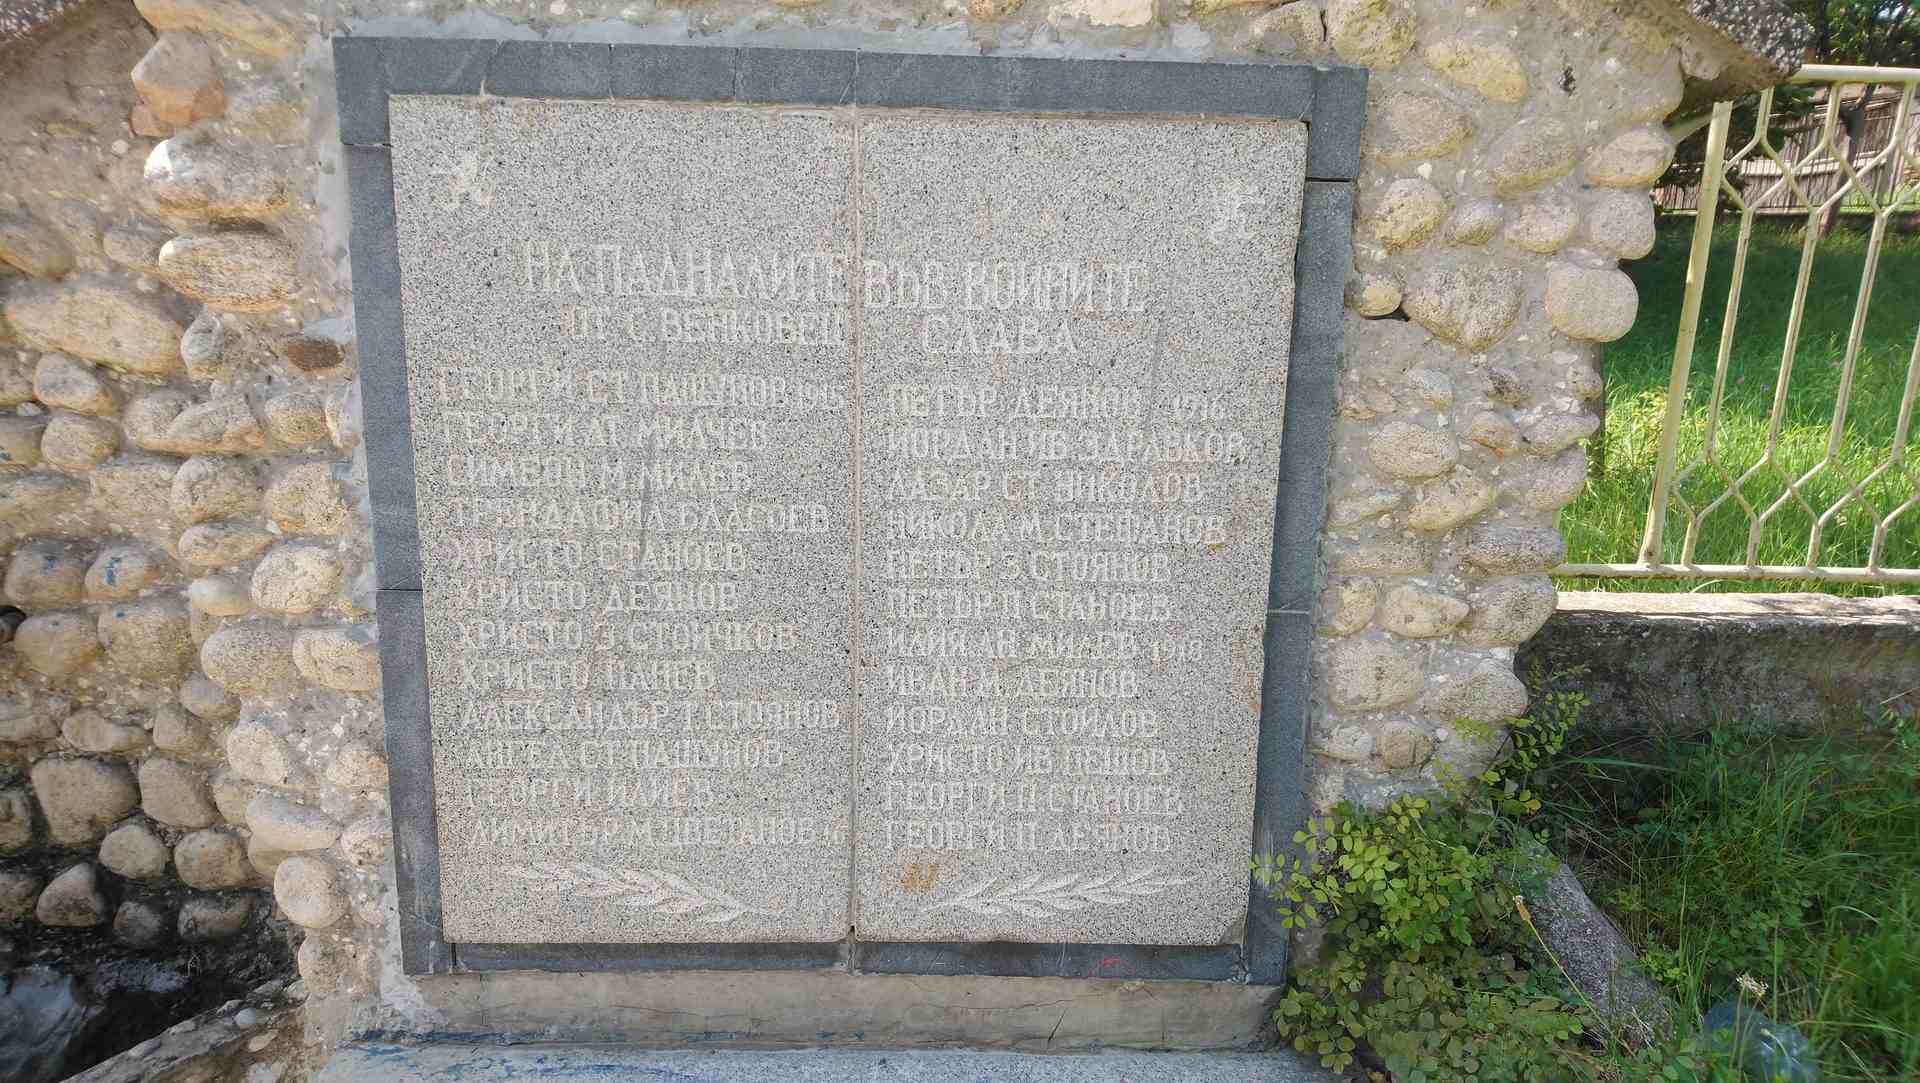 НА ПАДНАЛИТЕ ВЪВ ВОЙНИТЕ
ОТ С. ВЕНКОВЕЦ СЛАВА
ГЕОРГИ СТ ПАШУНОВ 1915
ГЕОРГИ АГ МИЛЧЕВ
СИМЕОН М. МИЛЕВ
ТРЕНДАФИЛ БЛАГОЕВ
ХРИСТО СТАНОЕВ
ХРИСТО ДЕЯНОВ
ХРИСТО З СТОИЧКОВ
ХРИСТО ЦАНЕВ
АЛЕКСАНДЪР Т СТОЯНОВ
АНГЕЛ СТ ПАШУНОВ
ГЕОРГИ ИЛИЕВ
ДИМИТЪР М ЦВЕТАНОВ
ПЕТЪР ДЕЯНОВ 1916
ЙОРДАН ИВ ЗДРАВКОВ
ЛАЗАР СТ НИКОЛОВ
НИКОЛА М. СТЕПАНОВ
ПЕТЪР З СТОЯНОВ
ПЕТЪР П СТАНОЕВ
ИЛИЯ АН МИЛЕВ 1918
ИВАН И ДЕЯНОВ
ЙОРДАН СТОИЛОВ
ХРИСТО ИВ ПЕШОВ
ГЕОРГИ П СТАНОЕВ
ГЕОРГИ П ДЕЯНОВ